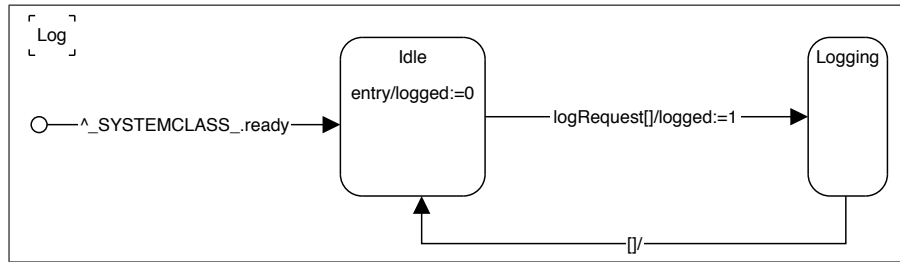 Log
Idle
Logging
entry/logged:=0
^_SYSTEMCLASS_.ready
logRequest[]/logged:=1
[]/